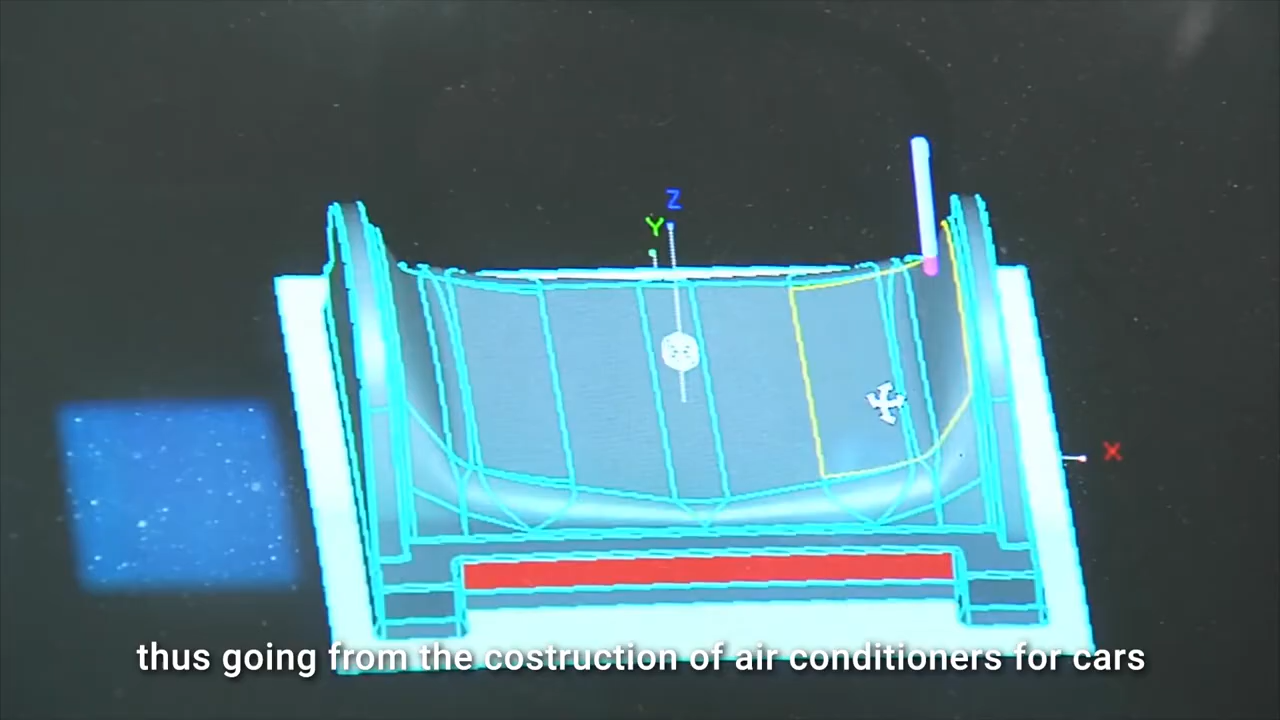 Z
Y
X
thus going from the costruction of air conditioners for cars